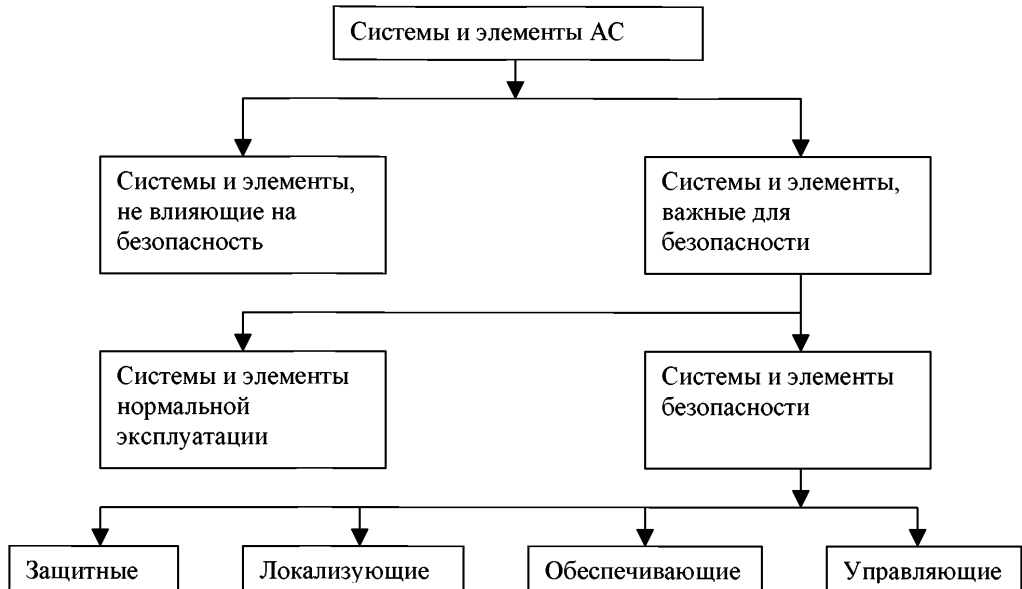 Системы и элементы АС
Системы и элементы,
не влияющие на
безопасность
Системы и элементы,
важные для
безопасности
Системы и элементы
нормальной
эксплуатации
Системы и элементы
безопасности
Защитные
Локализующие
Обеспечивающие
Управляющие